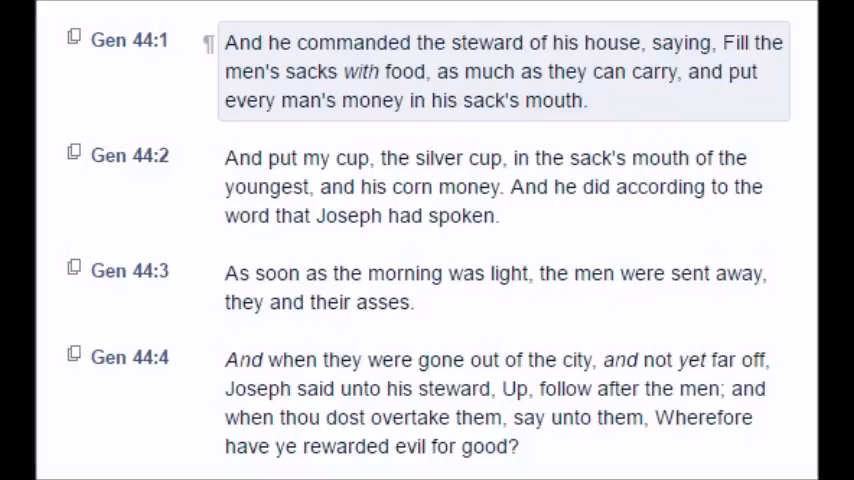 Gen 44:1 ¶ And he commanded the steward of his house, saying, Fill the
men's sacks with food, as much as they can carry, and put
every man's money in his sack's mouth.
Gen 44:2 And put my cup, the silver cup, in the sack's mouth of the
youngest, and his corn money. And he did according to the
word that Joseph had spoken.
Gen 44:3 As soon as the morning was light, the men were sent away,
they and their asses.
Gen 44:4 And when they were gone out of the city, and not yet far off,
Joseph said unto his steward, Up, follow after the men; and
when thou dost overtake them, say unto them, Wherefore
have ye rewarded evil for good?